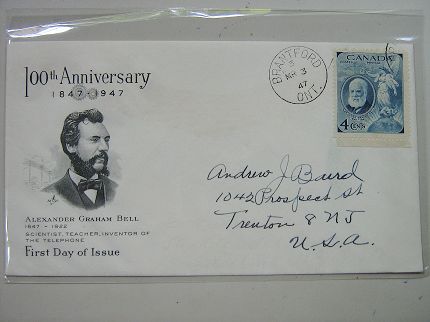 100th Anniversary
1847-1947
ALEXANDER GRAHAM BELL
1847 - 1922
SCIENTIST, TEACHER, INVENTOR OF
THE TELEPHONE
First Day of Issue
BRANTFORD
MR 3
47
ONT.
CANADA
4 CENTS
Andrew J Baird
1042 Prospect St
Trenton 8 NJ
U.S.A.